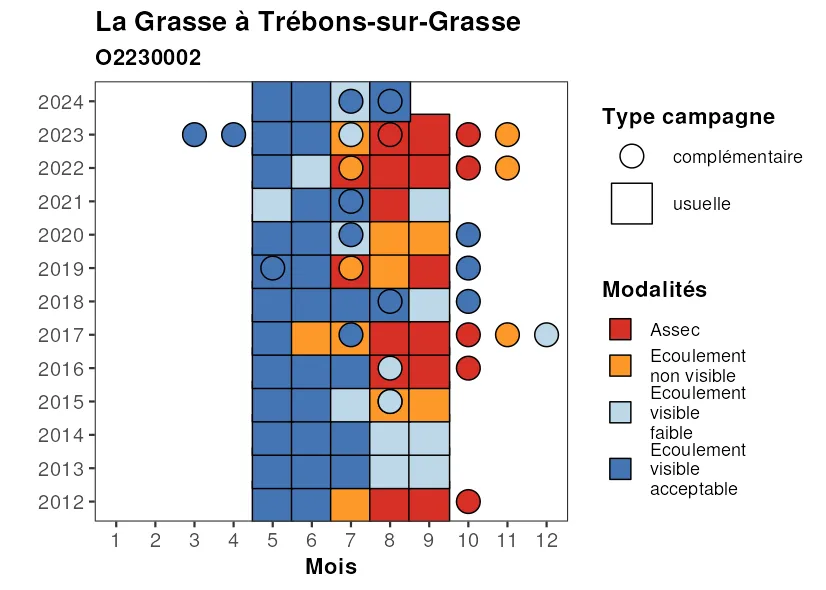 La Grasse à Trébons-sur-Grasse
O2230002
2024
2023
2022
2021
2020
2019
2018
2017
2016
2015
2014
2013
2012
1 2 3 4 5 6 7 8 9 10 11 12
Mois
Type campagne
complémentaire
usuelle
Modalités
Assec
Ecoulement
non visible
Ecoulement
visible
faible
Ecoulement
visible
acceptable